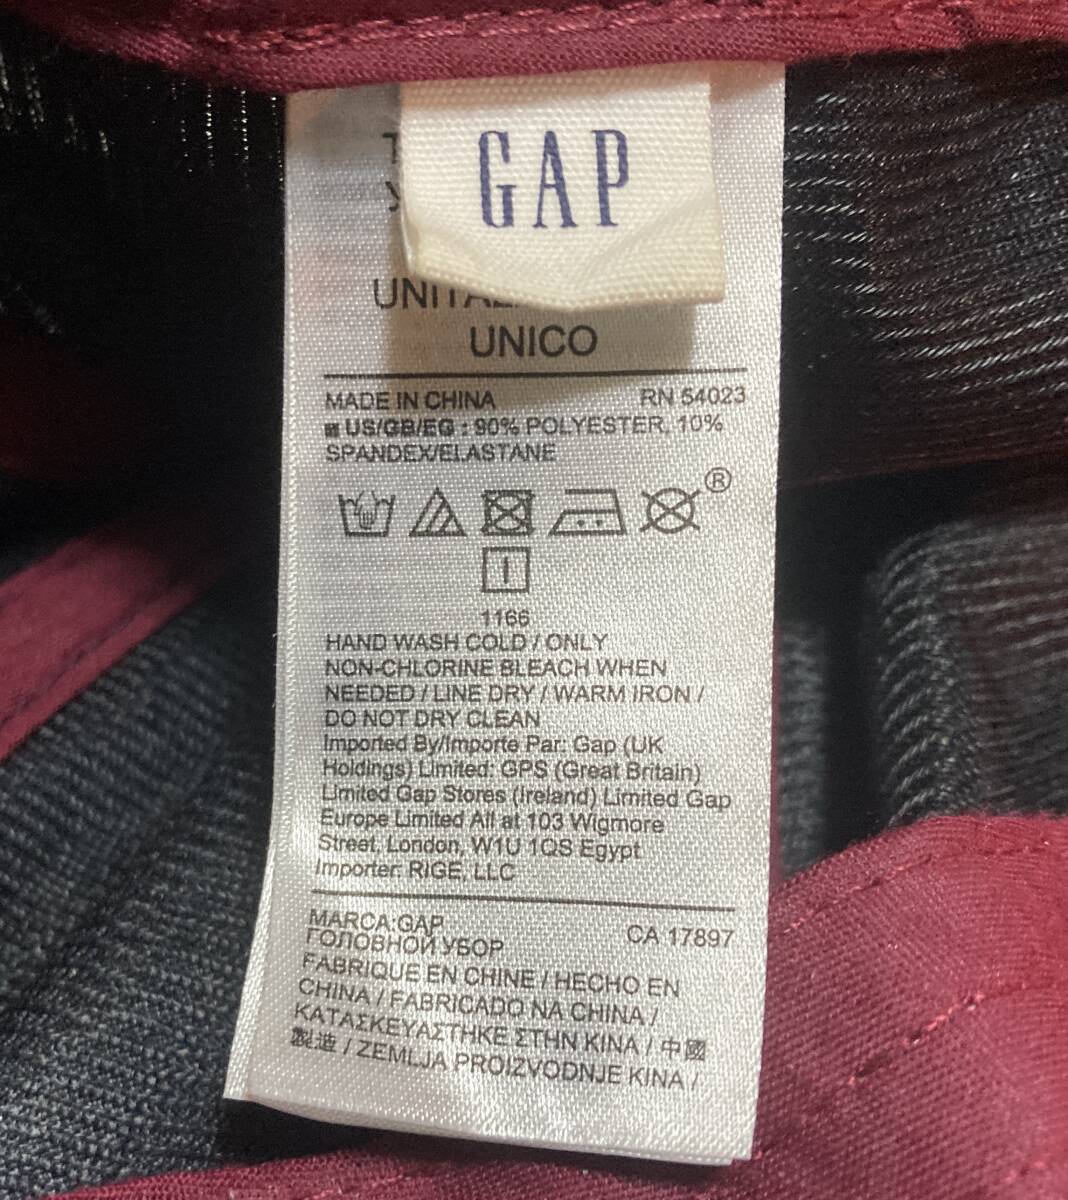 GAP
UNICO
MADE IN CHINA RN 54023
US/GB/EG : 90% POLYESTER, 10%
SPANDEX/ELASTANE
®
1166
HAND WASH COLD / ONLY
NON-CHLORINE BLEACH WHEN
NEEDED / LINE DRY / WARM IRON /
DO NOT DRY CLEAN
Imported By/Importe Par: Gap (UK
Holdings) Limited: GPS (Great Britain)
Limited Gap Stores (Ireland) Limited Gap
Europe Limited All at 103 Wigmore
Street, London, W1U 1QS Egypt
Importer: RIGE, LLC
MARCA:GAP CA 17897
ГОЛОВНОЙ УБОР
FABRIQUE EN CHINE / HECHO EN
CHINA / FABRICADO NA CHINA /
ΚΑΤΑΣΚΕΥΑΣΤΗΚΕ ΣΤΗΝ ΚΙΝΑ / 中國
製造 / ZEMLJA PROIZVODNJE KINA /